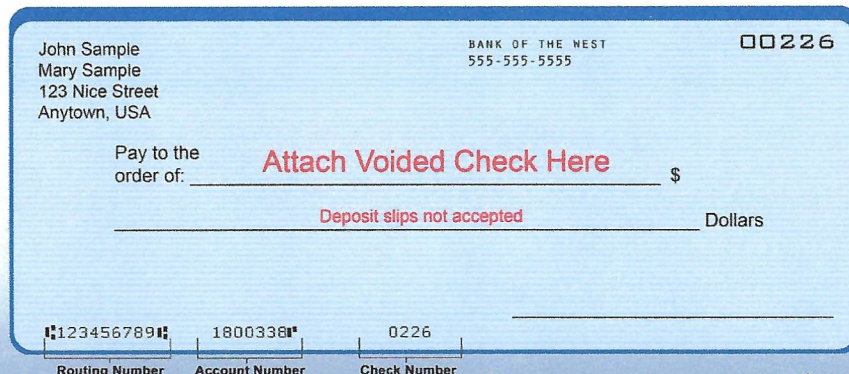 John Sample
Mary Sample
123 Nice Street
Anytown, USA
BANK OF THE WEST
555-555-5555
00226
Pay to the
order of: Attach Voided Check Here $
Deposit slips not accepted Dollars
⑆123456789⑆ 1800338⑈ 0226
Routing Number Account Number Check Number